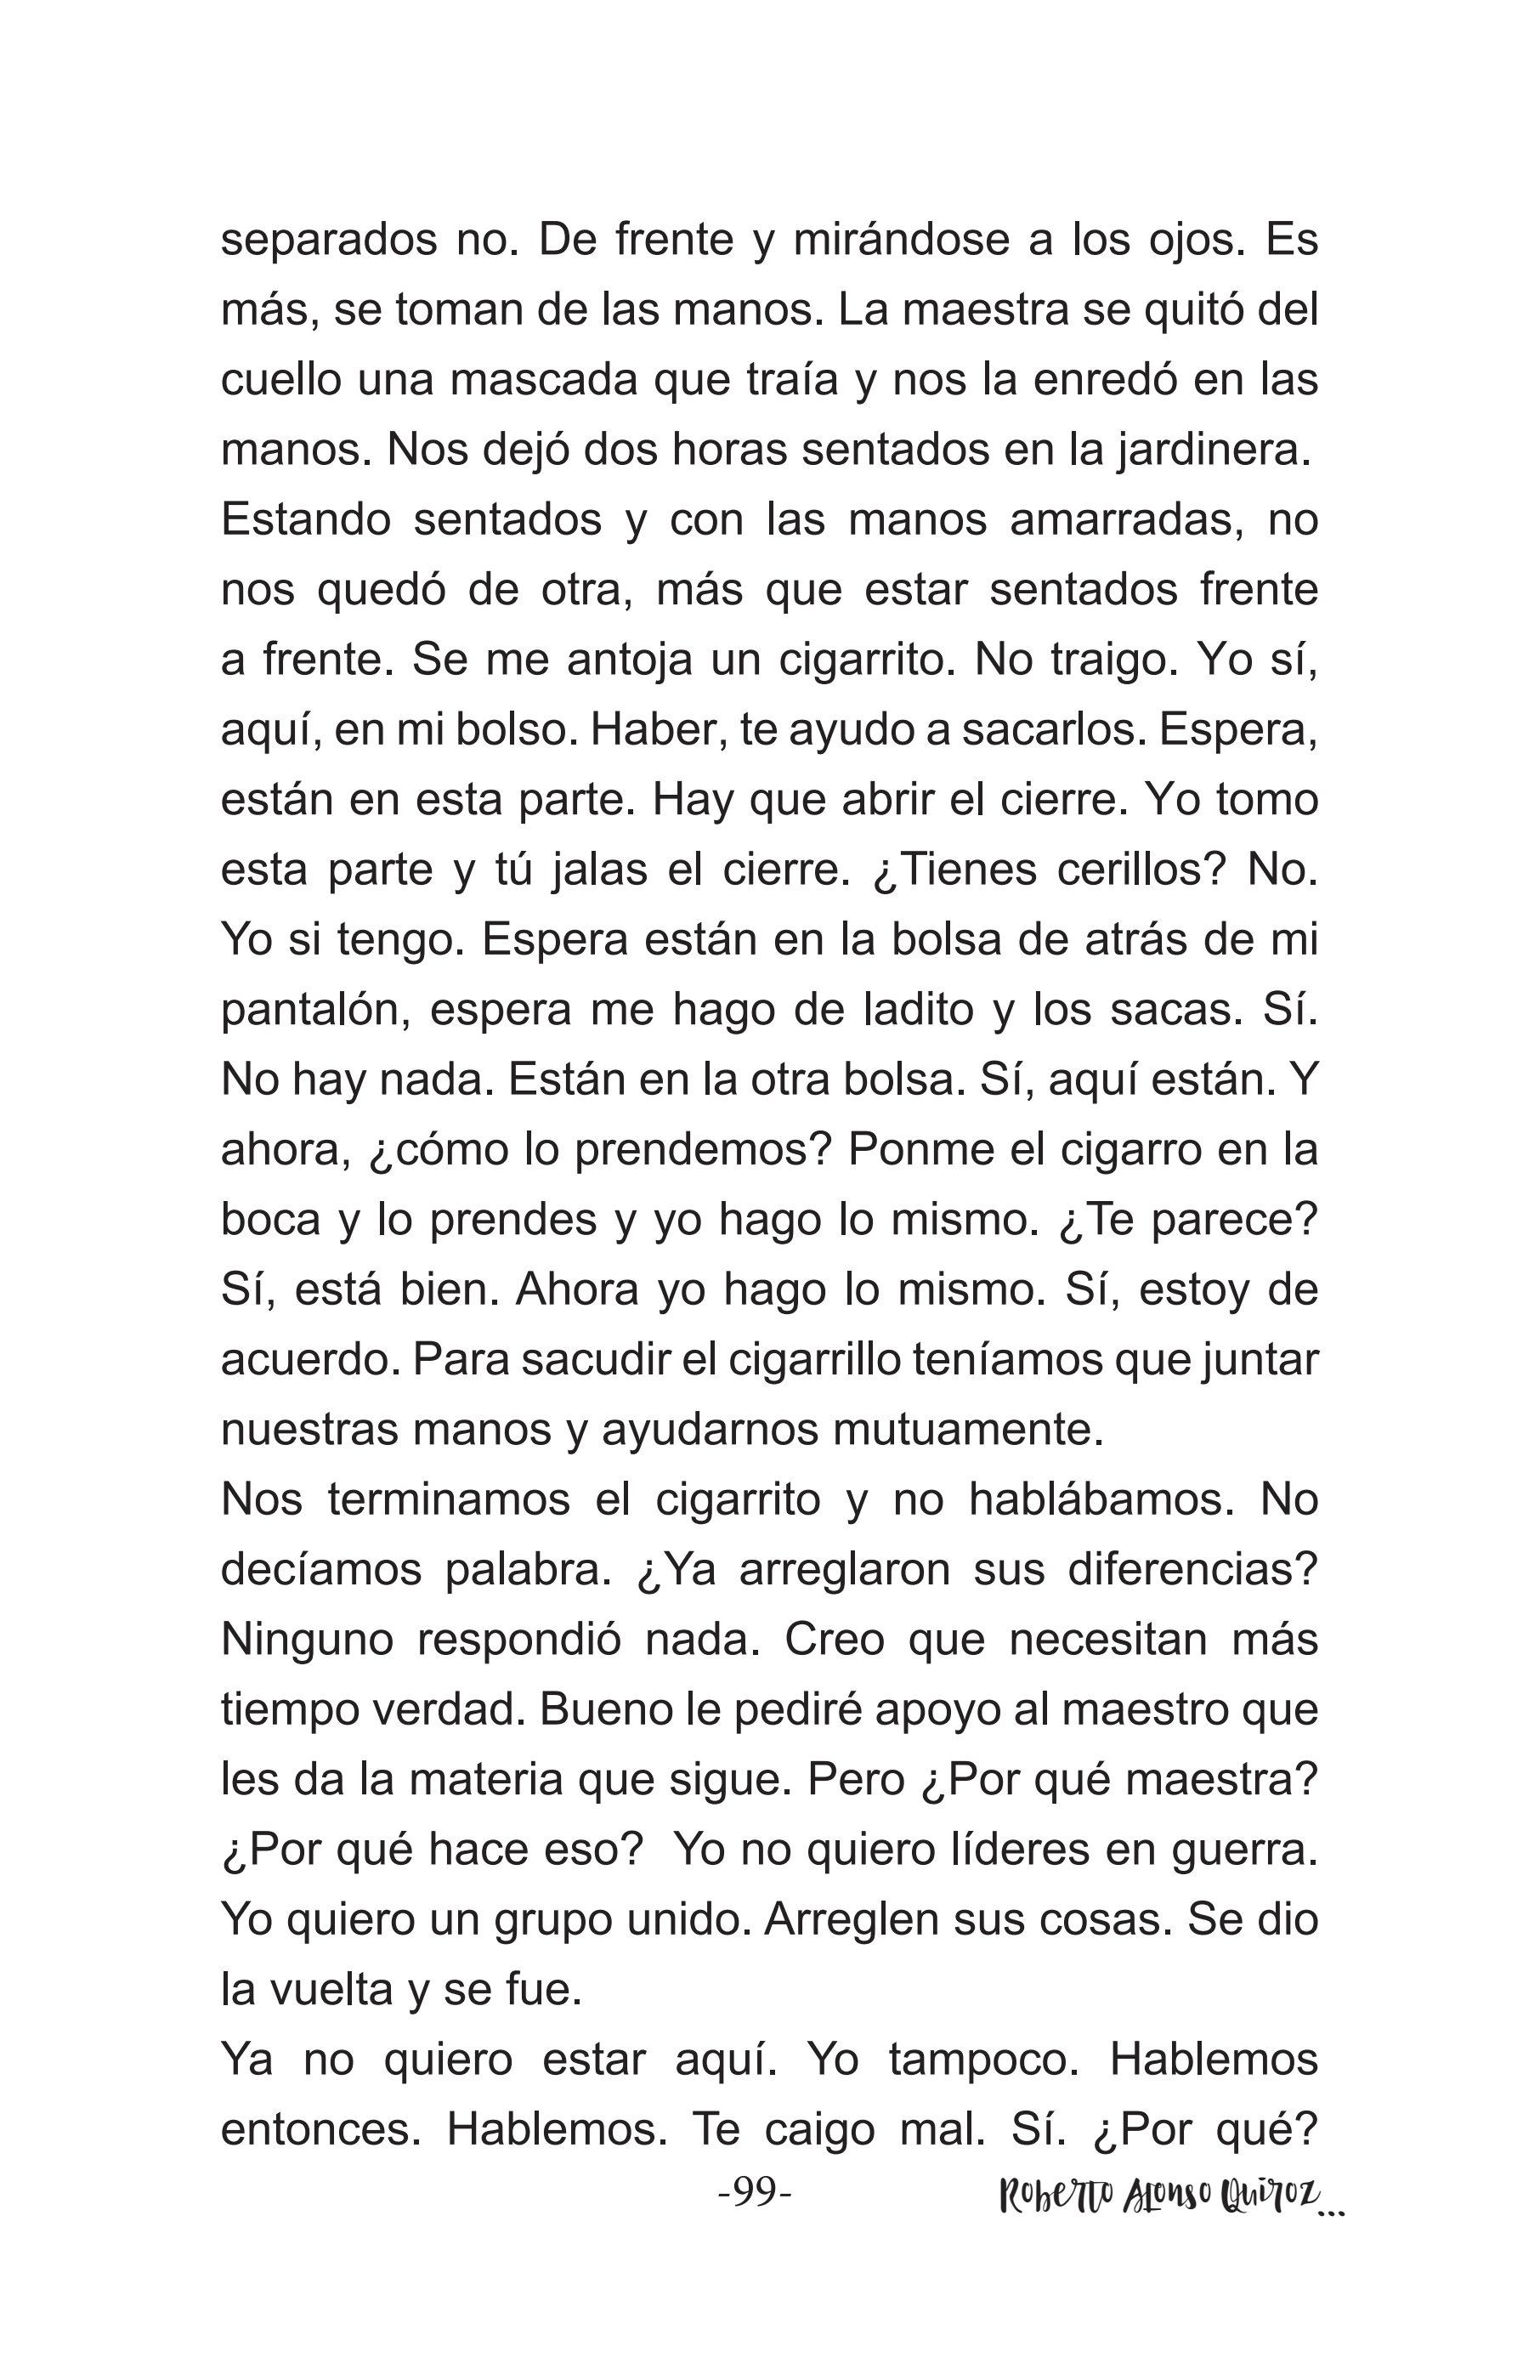 separados no. De frente y mirándose a los ojos. Es
más, se toman de las manos. La maestra se quitó del
cuello una mascada que traía y nos la enredó en las
manos. Nos dejó dos horas sentados en la jardinera.
Estando sentados y con las manos amarradas, no
nos quedó de otra, más que estar sentados frente
a frente. Se me antoja un cigarrito. No traigo. Yo sí,
aquí, en mi bolso. Haber, te ayudo a sacarlos. Espera,
están en esta parte. Hay que abrir el cierre. Yo tomo
esta parte y tú jalas el cierre. ¿Tienes cerillos? No.
Yo si tengo. Espera están en la bolsa de atrás de mi
pantalón, espera me hago de ladito y los sacas. Sí.
No hay nada. Están en la otra bolsa. Sí, aquí están. Y
ahora, ¿cómo lo prendemos? Ponme el cigarro en la
boca y lo prendes y yo hago lo mismo. ¿Te parece?
Sí, está bien. Ahora yo hago lo mismo. Sí, estoy de
acuerdo. Para sacudir el cigarrillo teníamos que juntar
nuestras manos y ayudarnos mutuamente.
Nos terminamos el cigarrito y no hablábamos. No
decíamos palabra. ¿Ya arreglaron sus diferencias?
Ninguno respondió nada. Creo que necesitan más
tiempo verdad. Bueno le pediré apoyo al maestro que
les da la materia que sigue. Pero ¿Por qué maestra?
¿Por qué hace eso?  Yo no quiero líderes en guerra.
Yo quiero un grupo unido. Arreglen sus cosas. Se dio
la vuelta y se fue.
Ya no quiero estar aquí. Yo tampoco. Hablemos
entonces. Hablemos. Te caigo mal. Sí. ¿Por qué?
-99- Roberto Alonso Quiroz...